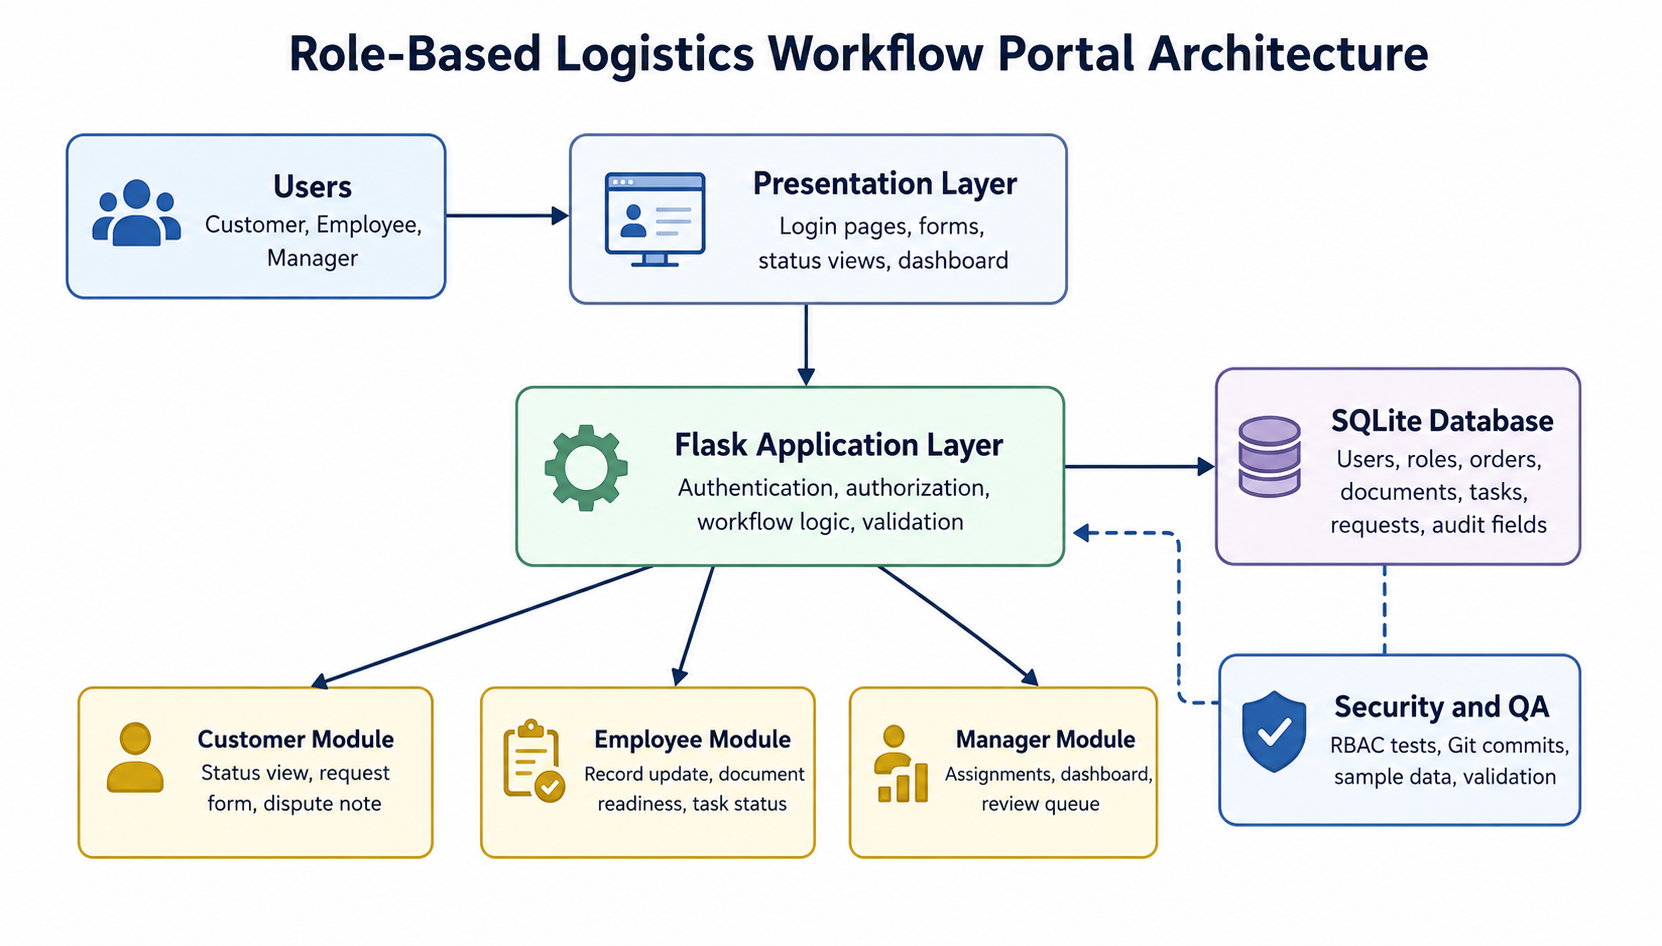 Role-Based Logistics Workflow Portal Architecture
Users
Customer, Employee,
Manager
Presentation Layer
Login pages, forms,
status views, dashboard
Flask Application Layer
Authentication, authorization,
workflow logic, validation
SQLite Database
Users, roles, orders,
documents, tasks,
requests, audit fields
Customer Module
Status view, request
form, dispute note
Employee Module
Record update, document
readiness, task status
Manager Module
Assignments, dashboard,
review queue
Security and QA
RBAC tests, Git commits,
sample data, validation